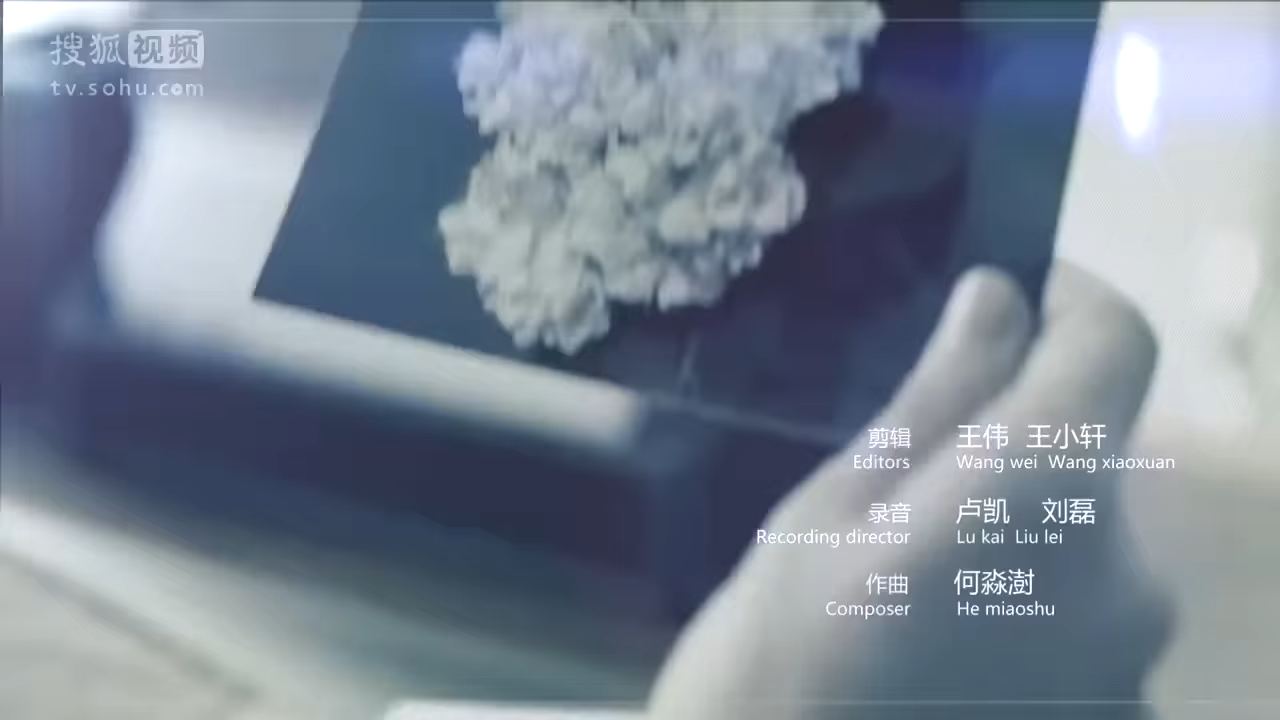 搜狐视频
tv.sohu.com
剪辑 王伟 王小轩
Editors Wang wei Wang xiaoxuan
录音 卢凯 刘磊
Recording director Lu kai Liu lei
作曲 何淼澍
Composer He miaoshu